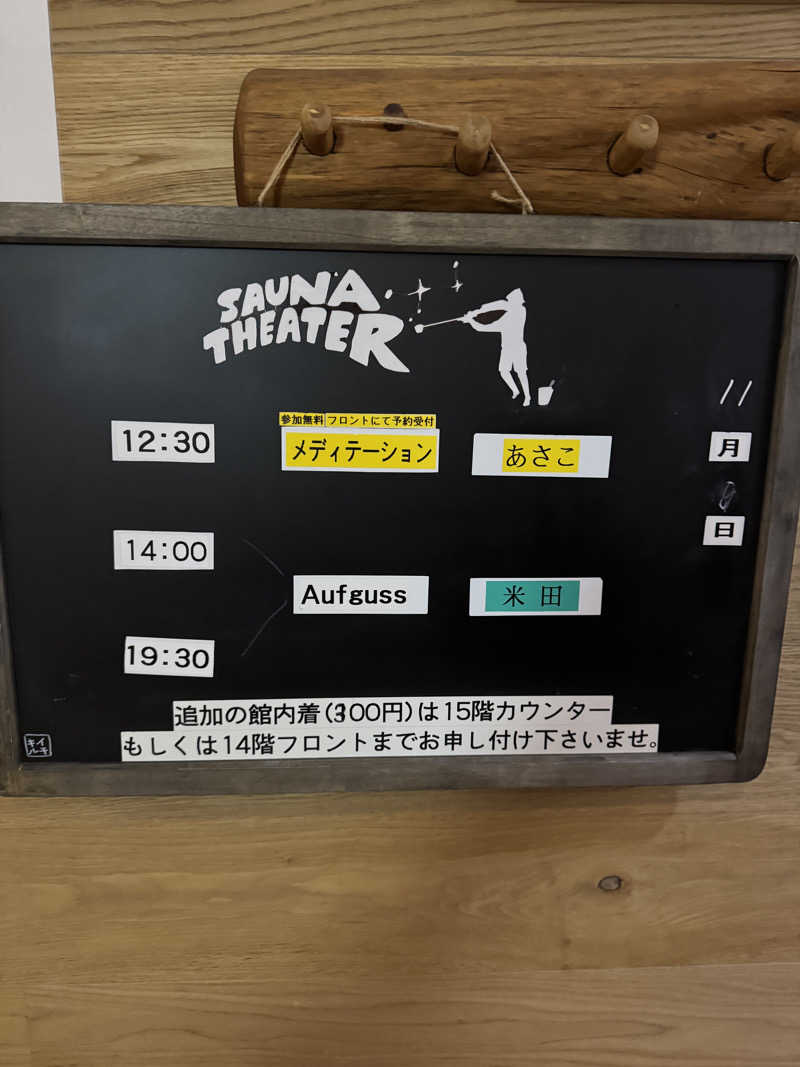 SAUNA
THEATER
11
月
日
参加無料 フロントにて予約受付
12:30 メディテーション あさこ
14:00
Aufguss 米田
19:30
追加の館内着(300円)は15階カウンター
もしくは14階フロントまでお申し付け下さいませ。